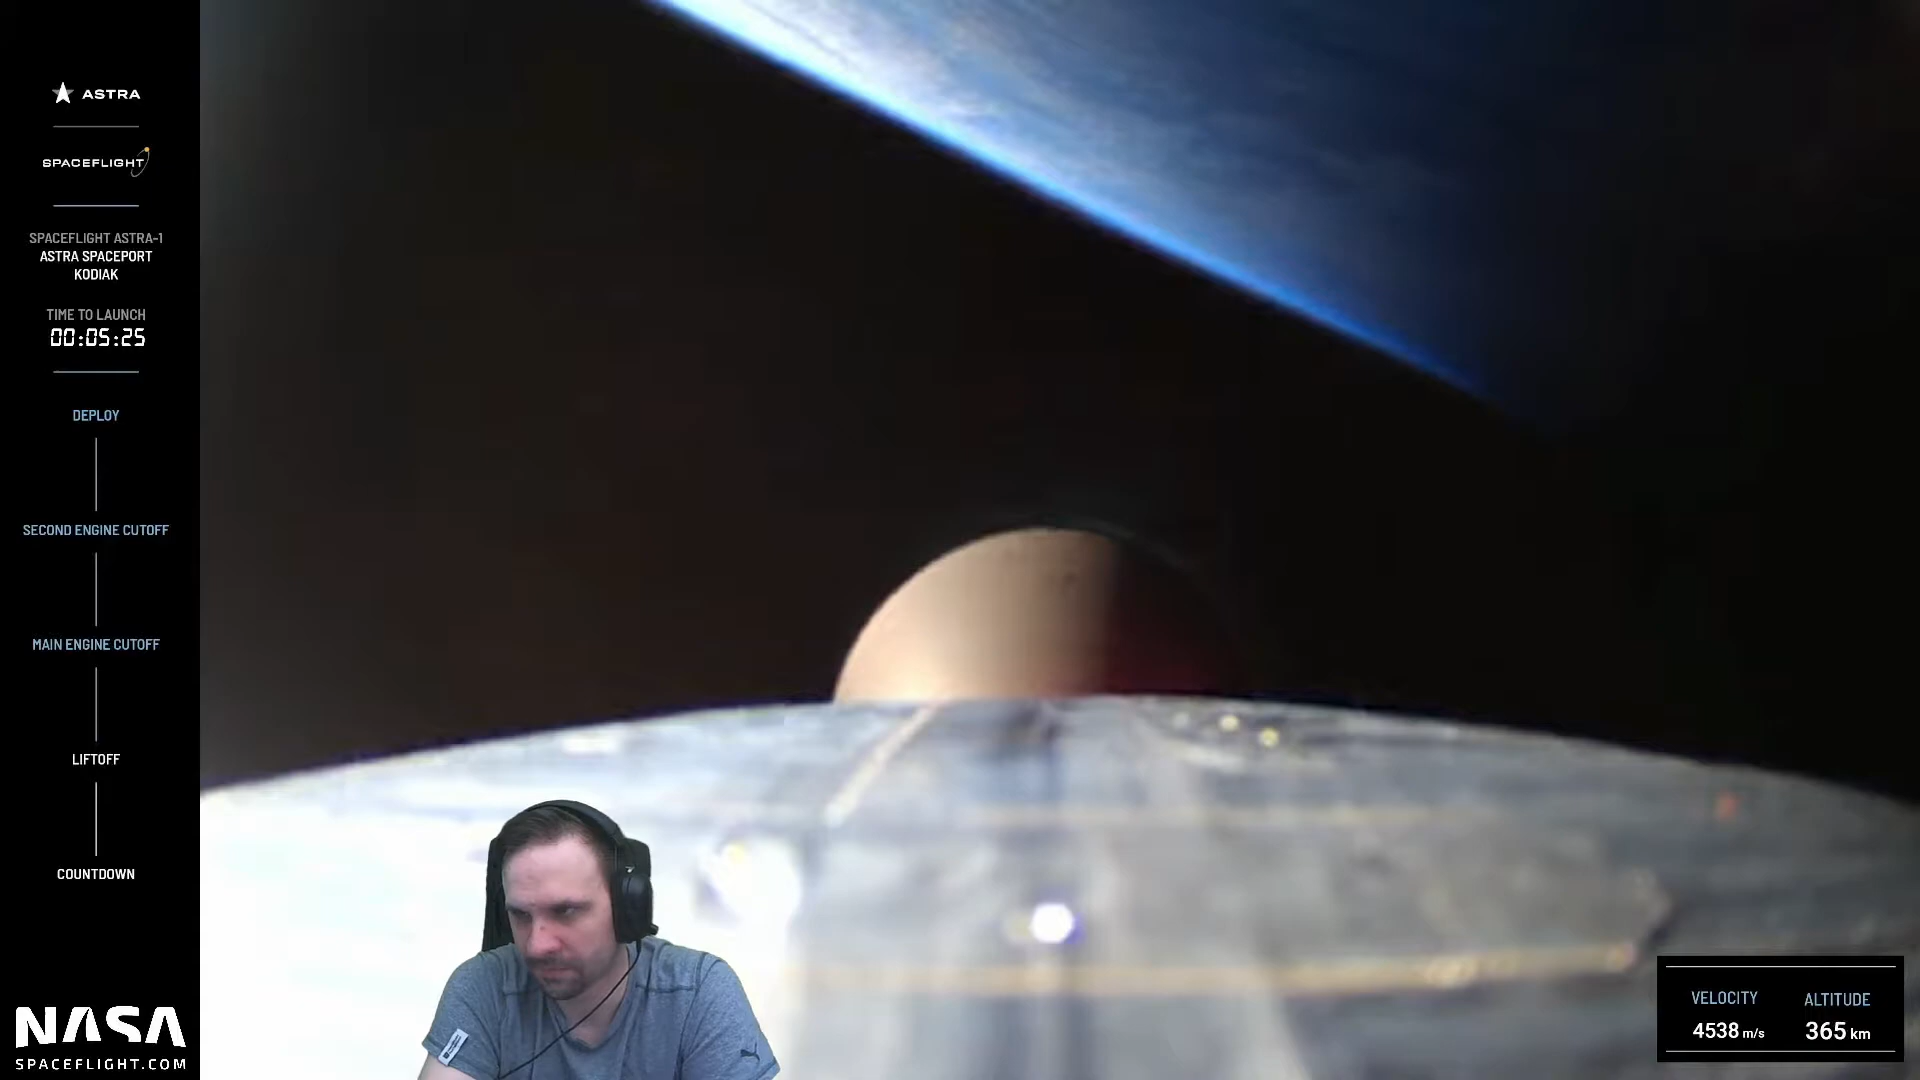 ASTRA
SPACEFLIGHT
SPACEFLIGHT ASTRA-1
ASTRA SPACEPORT
KODIAK
TIME TO LAUNCH
00:05:25
DEPLOY
SECOND ENGINE CUTOFF
MAIN ENGINE CUTOFF
LIFTOFF
COUNTDOWN
NASA
SPACEFLIGHT.COM
VELOCITY
4538 m/s
ALTITUDE
365 km